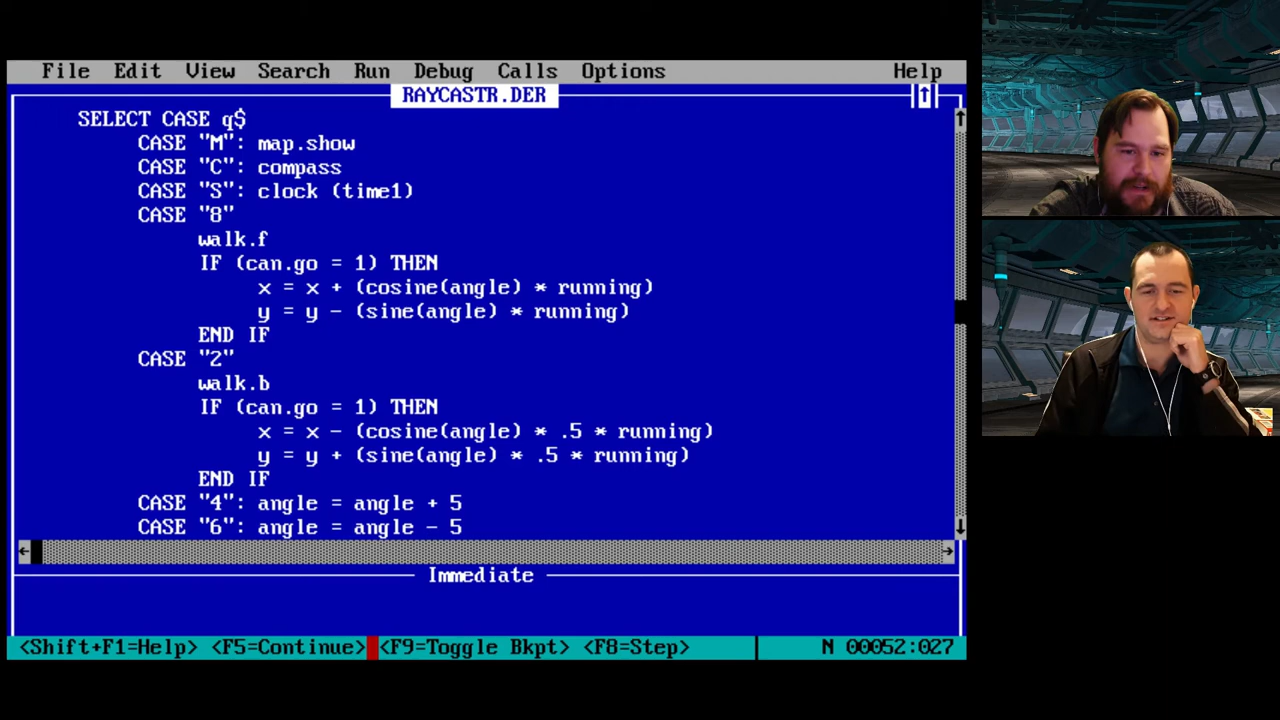 File Edit View Search Run Debug Calls Options Help
RAYCASTR.DER
SELECT CASE q$
CASE "M": map.show
CASE "C": compass
CASE "S": clock (time1)
CASE "8"
walk.f
IF (can.go = 1) THEN
x = x + (cosine(angle) * running)
y = y - (sine(angle) * running)
END IF
CASE "2"
walk.b
IF (can.go = 1) THEN
x = x - (cosine(angle) * .5 * running)
y = y + (sine(angle) * .5 * running)
END IF
CASE "4": angle = angle + 5
CASE "6": angle = angle - 5
Immediate
<Shift+F1=Help> <F5=Continue> <F9=Toggle Bkpt> <F8=Step> N 00052:027